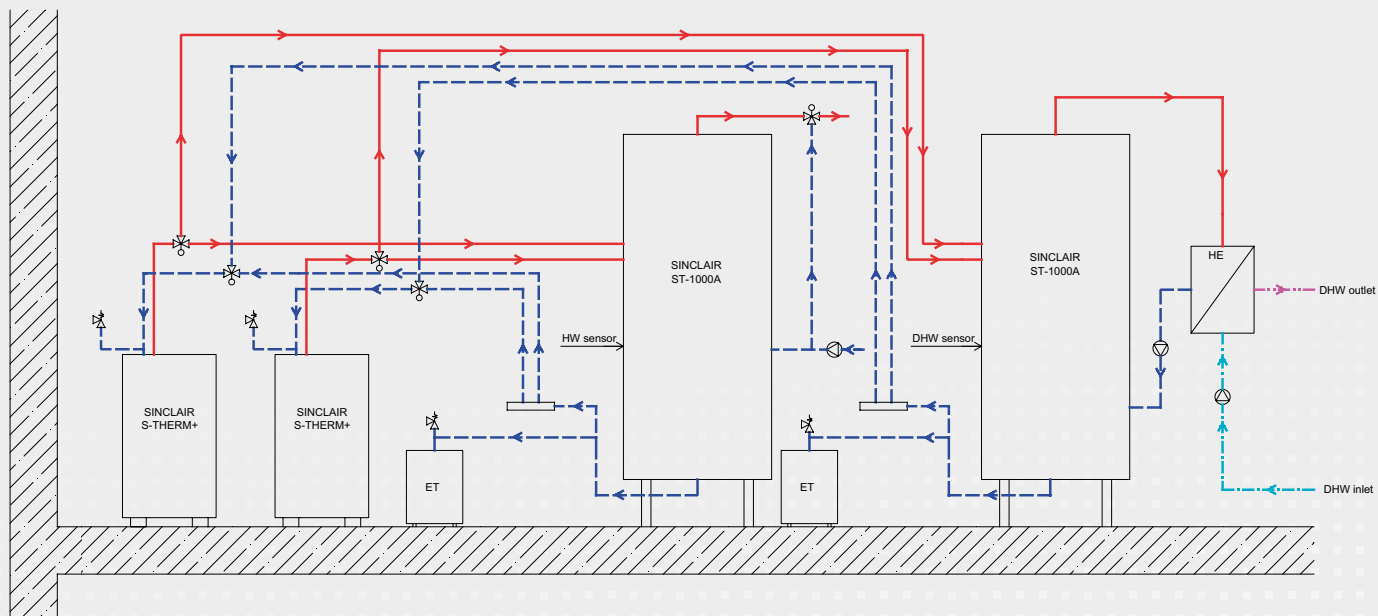 HE
SINCLAIR
ST-1000A
SINCLAIR
ST-1000A
DHW outlet
HW sensor
DHW sensor
SINCLAIR
S-THERM+
SINCLAIR
S-THERM+
ET
ET
DHW inlet